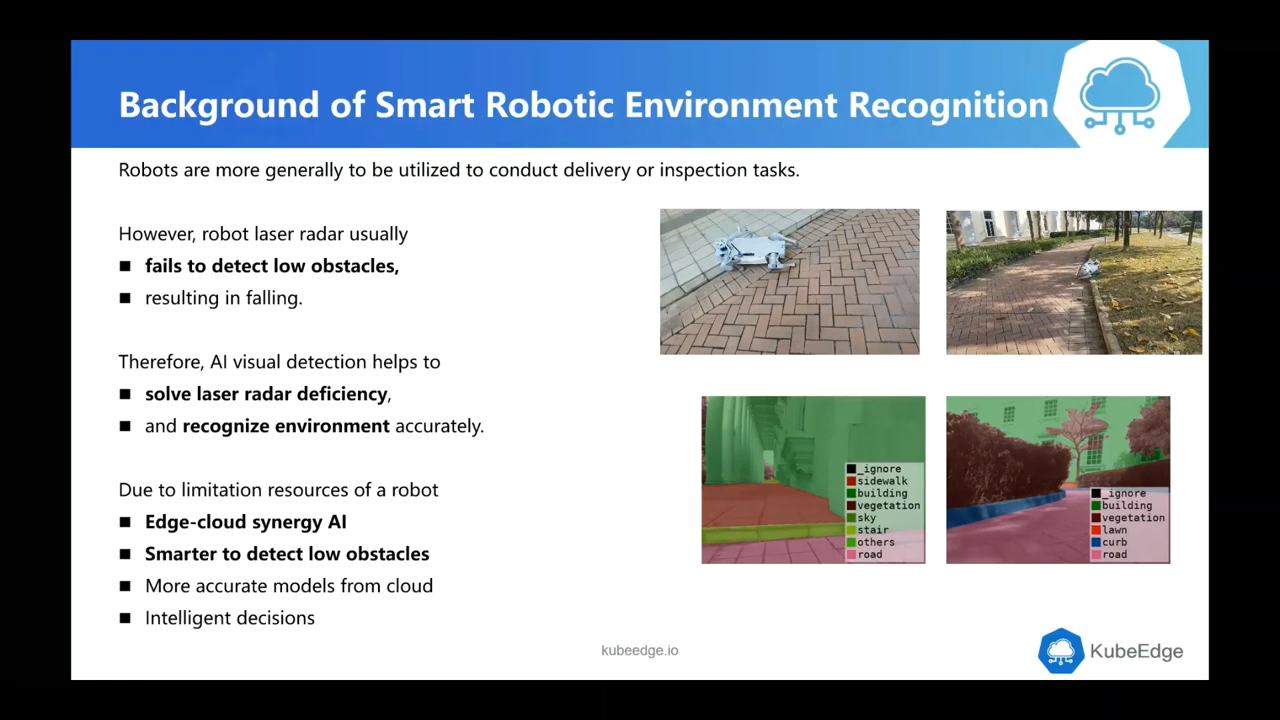 Background of Smart Robotic Environment Recognition
Robots are more generally to be utilized to conduct delivery or inspection tasks.
However, robot laser radar usually
fails to detect low obstacles,
resulting in falling.
Therefore, AI visual detection helps to
solve laser radar deficiency,
and recognize environment accurately.
Due to limitation resources of a robot
Edge-cloud synergy AI
Smarter to detect low obstacles
More accurate models from cloud
Intelligent decisions
_ignore
sidewalk
building
vegetation
sky
stair
others
road
_ignore
building
vegetation
lawn
curb
road
kubeedge.io
KubeEdge